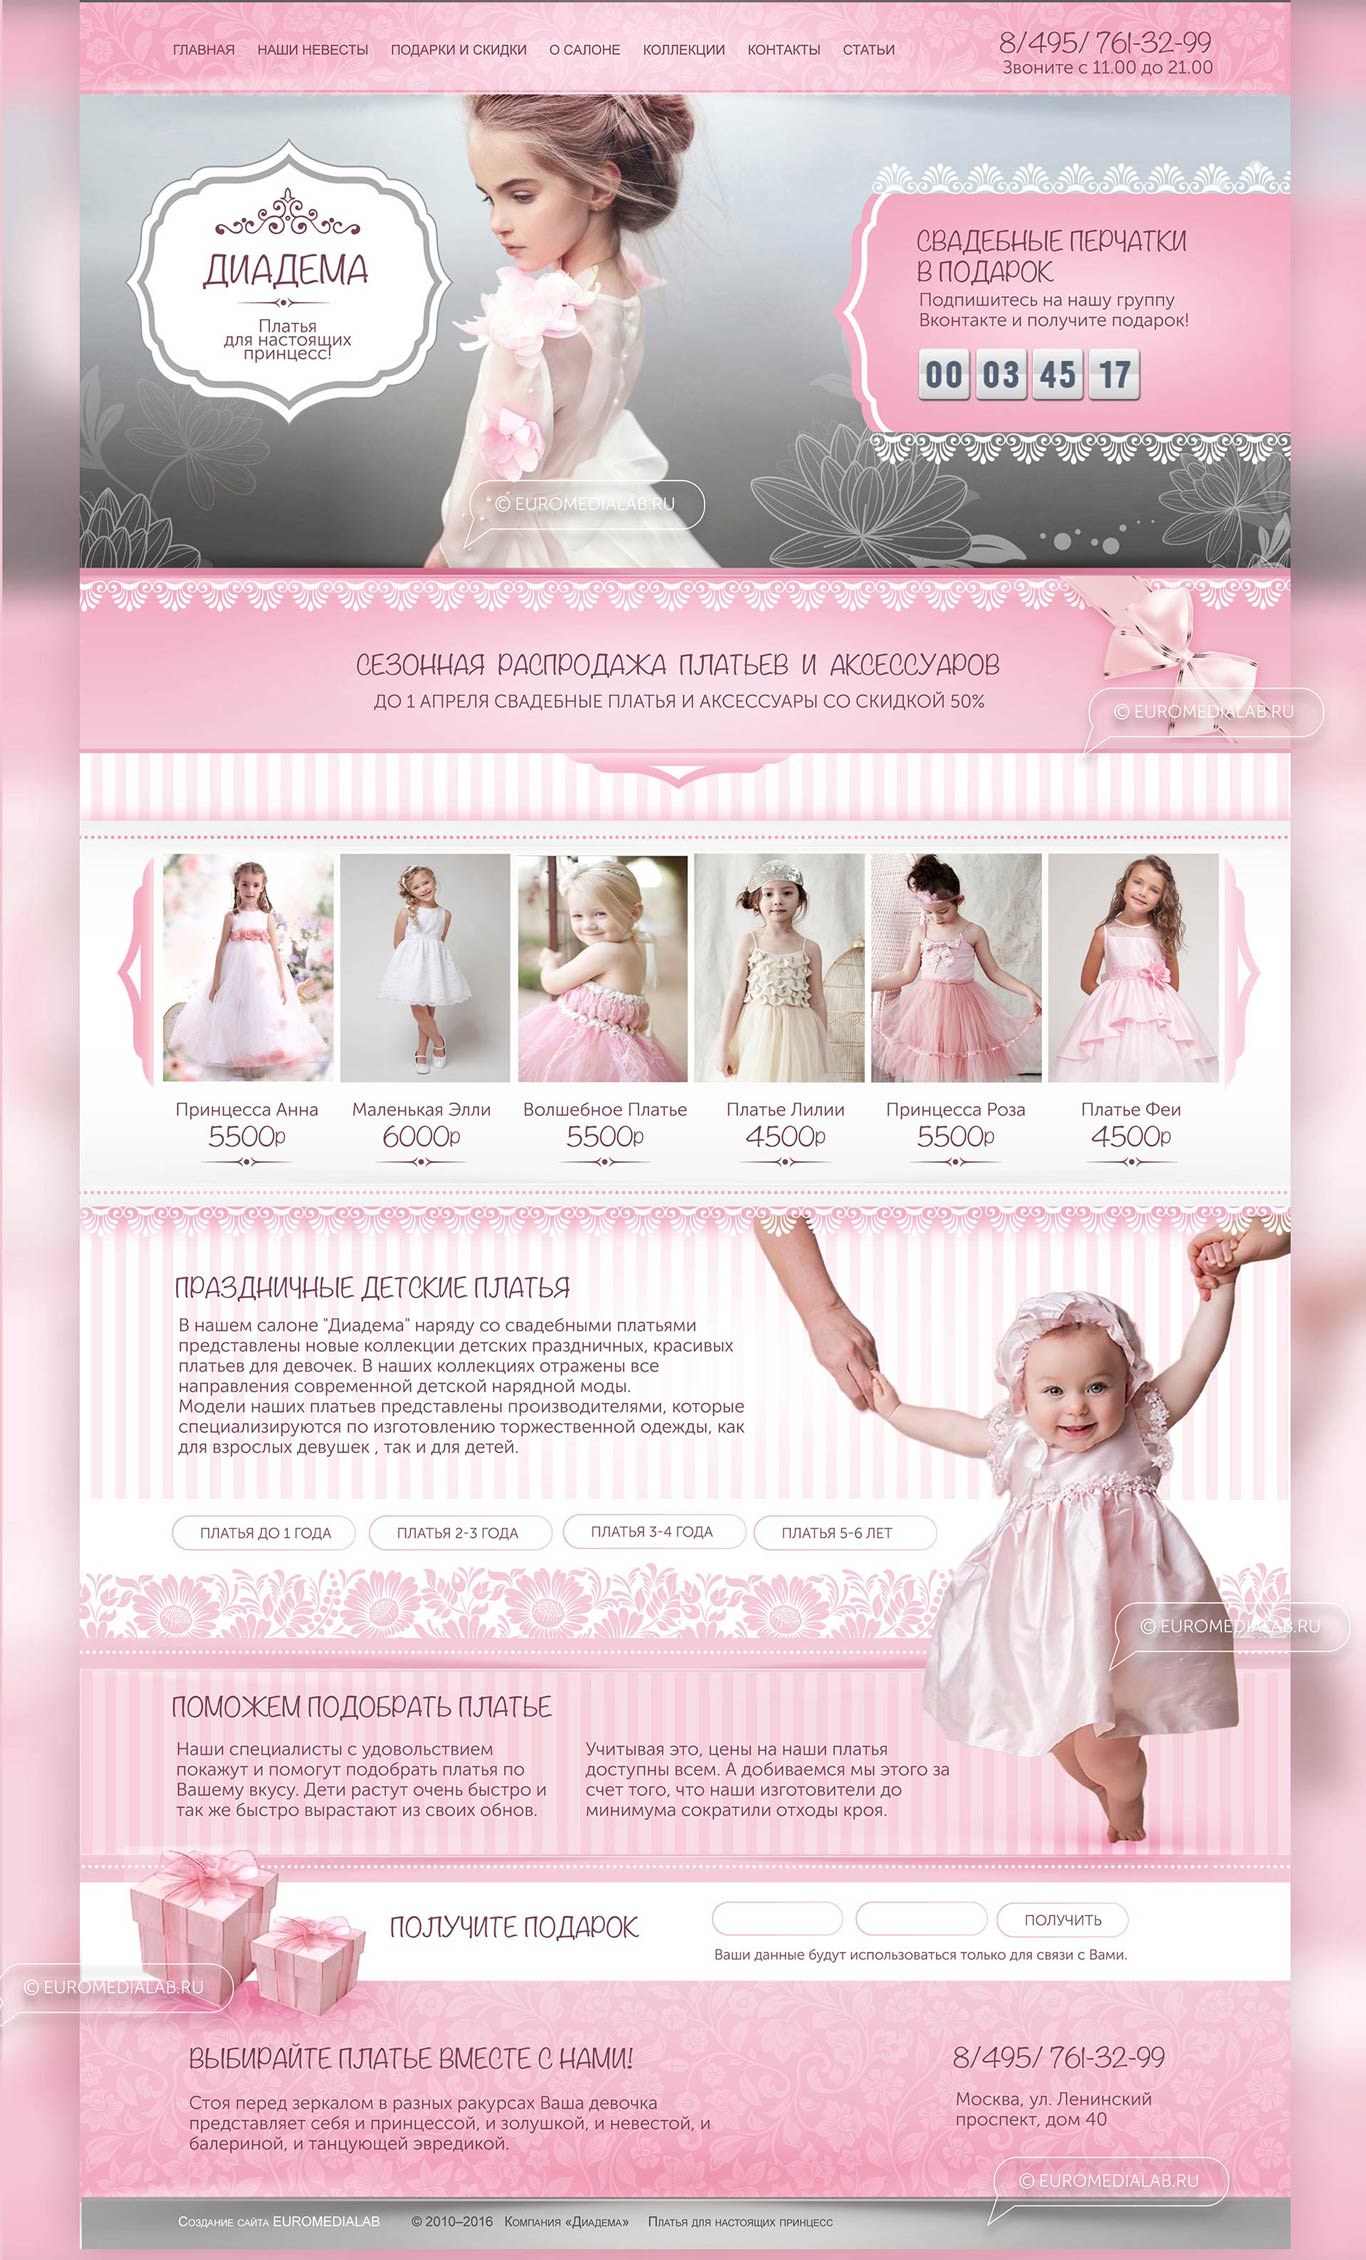 ГЛАВНАЯ НАШИ НЕВЕСТЫ ПОДАРКИ И СКИДКИ О САЛОНЕ КОЛЛЕКЦИИ КОНТАКТЫ СТАТЬИ
8/495/ 761-32-99
Звоните с 11.00 до 21.00
ДИАДЕМА
Платья
для настоящих
принцесс!
СВАДЕБНЫЕ ПЕРЧАТКИ
В ПОДАРОК
Подпишитесь на нашу группу
Вконтакте и получите подарок!
00 03 45 17
© EUROMEDIALAB.RU
СЕЗОННАЯ РАСПРОДАЖА ПЛАТЬЕВ И АКСЕССУАРОВ
ДО 1 АПРЕЛЯ СВАДЕБНЫЕ ПЛАТЬЯ И АКСЕССУАРЫ СО СКИДКОЙ 50%
© EUROMEDIALAB.RU
Принцесса Анна
5500р
Маленькая Элли
6000р
Волшебное Платье
5500р
Платье Лилии
4500р
Принцесса Роза
5500р
Платье Феи
4500р
ПРАЗДНИЧНЫЕ ДЕТСКИЕ ПЛАТЬЯ
В нашем салоне "Диадема" наряду со свадебными платьями
представлены новые коллекции детских праздничных, красивых
платьев для девочек. В наших коллекциях отражены все
направления современной детской нарядной моды.
Модели наших платьев представлены производителями, которые
специализируются по изготовлению торжественной одежды, как
для взрослых девушек , так и для детей.
ПЛАТЬЯ ДО 1 ГОДА
ПЛАТЬЯ 2-3 ГОДА
ПЛАТЬЯ 3-4 ГОДА
ПЛАТЬЯ 5-6 ЛЕТ
© EUROMEDIALAB.RU
ПОМОЖЕМ ПОДОБРАТЬ ПЛАТЬЕ
Наши специалисты с удовольствием
покажут и помогут подобрать платья по
Вашему вкусу. Дети растут очень быстро и
так же быстро вырастают из своих обнов.
Учитывая это, цены на наши платья
доступны всем. А добиваемся мы этого за
счет того, что наши изготовители до
минимума сократили отходы кроя.
ПОЛУЧИТЕ ПОДАРОК
ПОЛУЧИТЬ
Ваши данные будут использоваться только для связи с Вами.
© EUROMEDIALAB.RU
ВЫБИРАЙТЕ ПЛАТЬЕ ВМЕСТЕ С НАМИ!
Стоя перед зеркалом в разных ракурсах Ваша девочка
представляет себя и принцессой, и золушкой, и невестой, и
балериной, и танцующей эвредикой.
8/495/ 761-32-99
Москва, ул. Ленинский
проспект, дом 40
© EUROMEDIALAB.RU
Создание сайта EUROMEDIALAB © 2010–2016 Компания «Диадема» Платья для настоящих принцесс